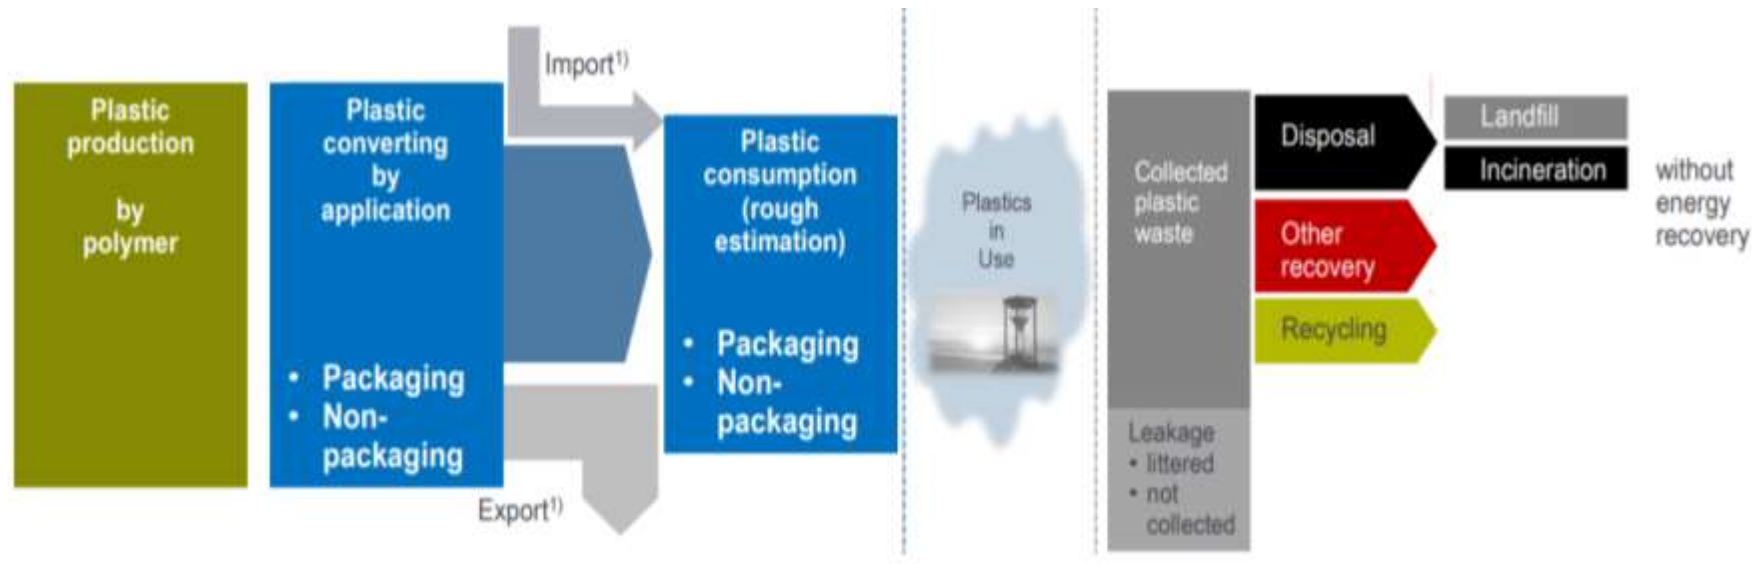 Plastic
production
by
polymer
Plastic
converting
by
application
• Packaging
• Non-
packaging
Import¹⁾
Export¹⁾
Plastic
consumption
(rough
estimation)
• Packaging
• Non-
packaging
Plastics
in
Use
Collected
plastic
waste
Leakage
• littered
• not
collected
Disposal
Other
recovery
Recycling
Landfill
Incineration
without
energy
recovery